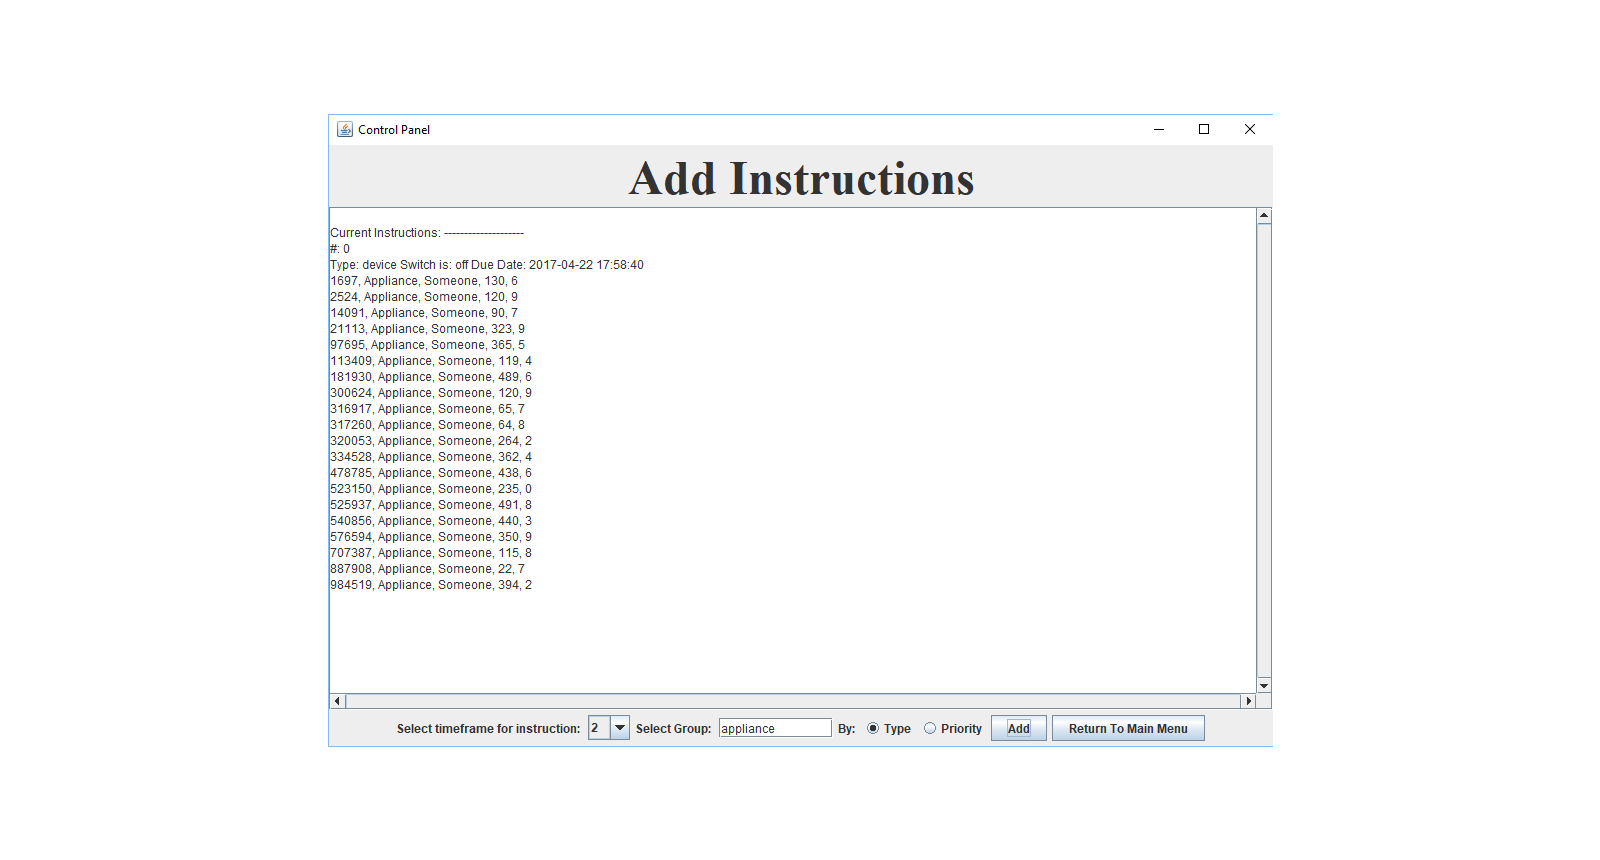 Control Panel
Add Instructions
Current Instructions: --------------------
#: 0
Type: device Switch is: off Due Date: 2017-04-22 17:58:40
1697, Appliance, Someone, 130, 6
2524, Appliance, Someone, 120, 9
14091, Appliance, Someone, 90, 7
21113, Appliance, Someone, 323, 9
97695, Appliance, Someone, 365, 5
113409, Appliance, Someone, 119, 4
181930, Appliance, Someone, 489, 6
300624, Appliance, Someone, 120, 9
316917, Appliance, Someone, 65, 7
317260, Appliance, Someone, 64, 8
320053, Appliance, Someone, 264, 2
334528, Appliance, Someone, 362, 4
478785, Appliance, Someone, 438, 6
523150, Appliance, Someone, 235, 0
525937, Appliance, Someone, 491, 8
540856, Appliance, Someone, 440, 3
576594, Appliance, Someone, 350, 9
707387, Appliance, Someone, 115, 8
887908, Appliance, Someone, 22, 7
984519, Appliance, Someone, 394, 2
Select timeframe for instruction: 2 Select Group: appliance By: Type Priority Add Return To Main Menu